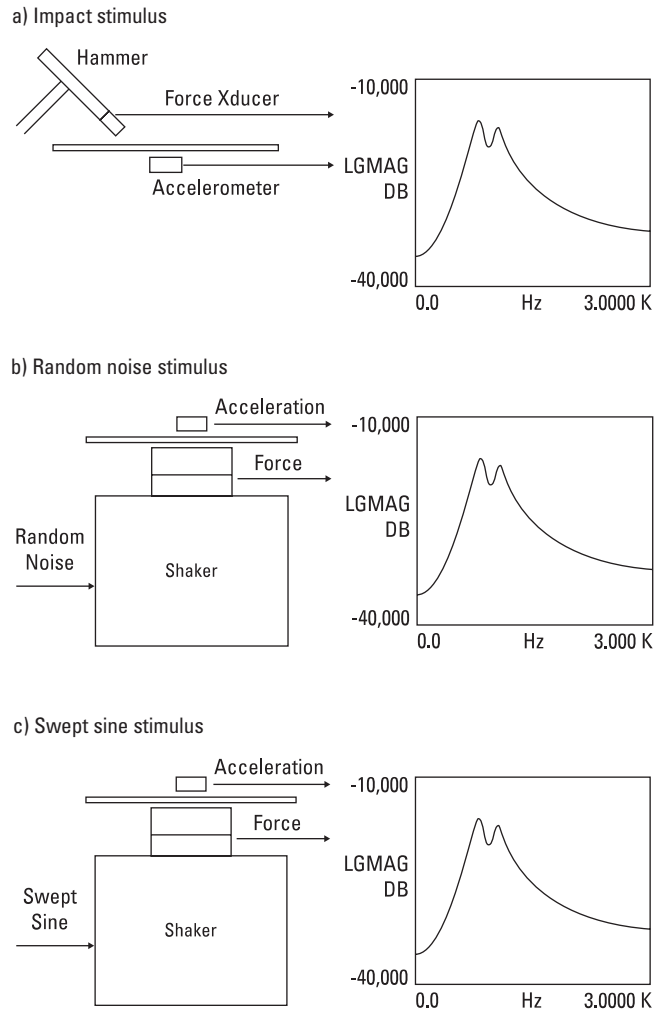 a) Impact stimulus
Hammer
Force Xducer
Accelerometer
-10,000
LGMAG
DB
-40,000
0.0 Hz 3.0000 K
b) Random noise stimulus
Acceleration
Force
Random
Noise
Shaker
-10,000
LGMAG
DB
-40,000
0.0 Hz 3.000 K
c) Swept sine stimulus
Acceleration
Force
Swept
Sine
Shaker
-10,000
LGMAG
DB
-40,000
0.0 Hz 3.0000 K